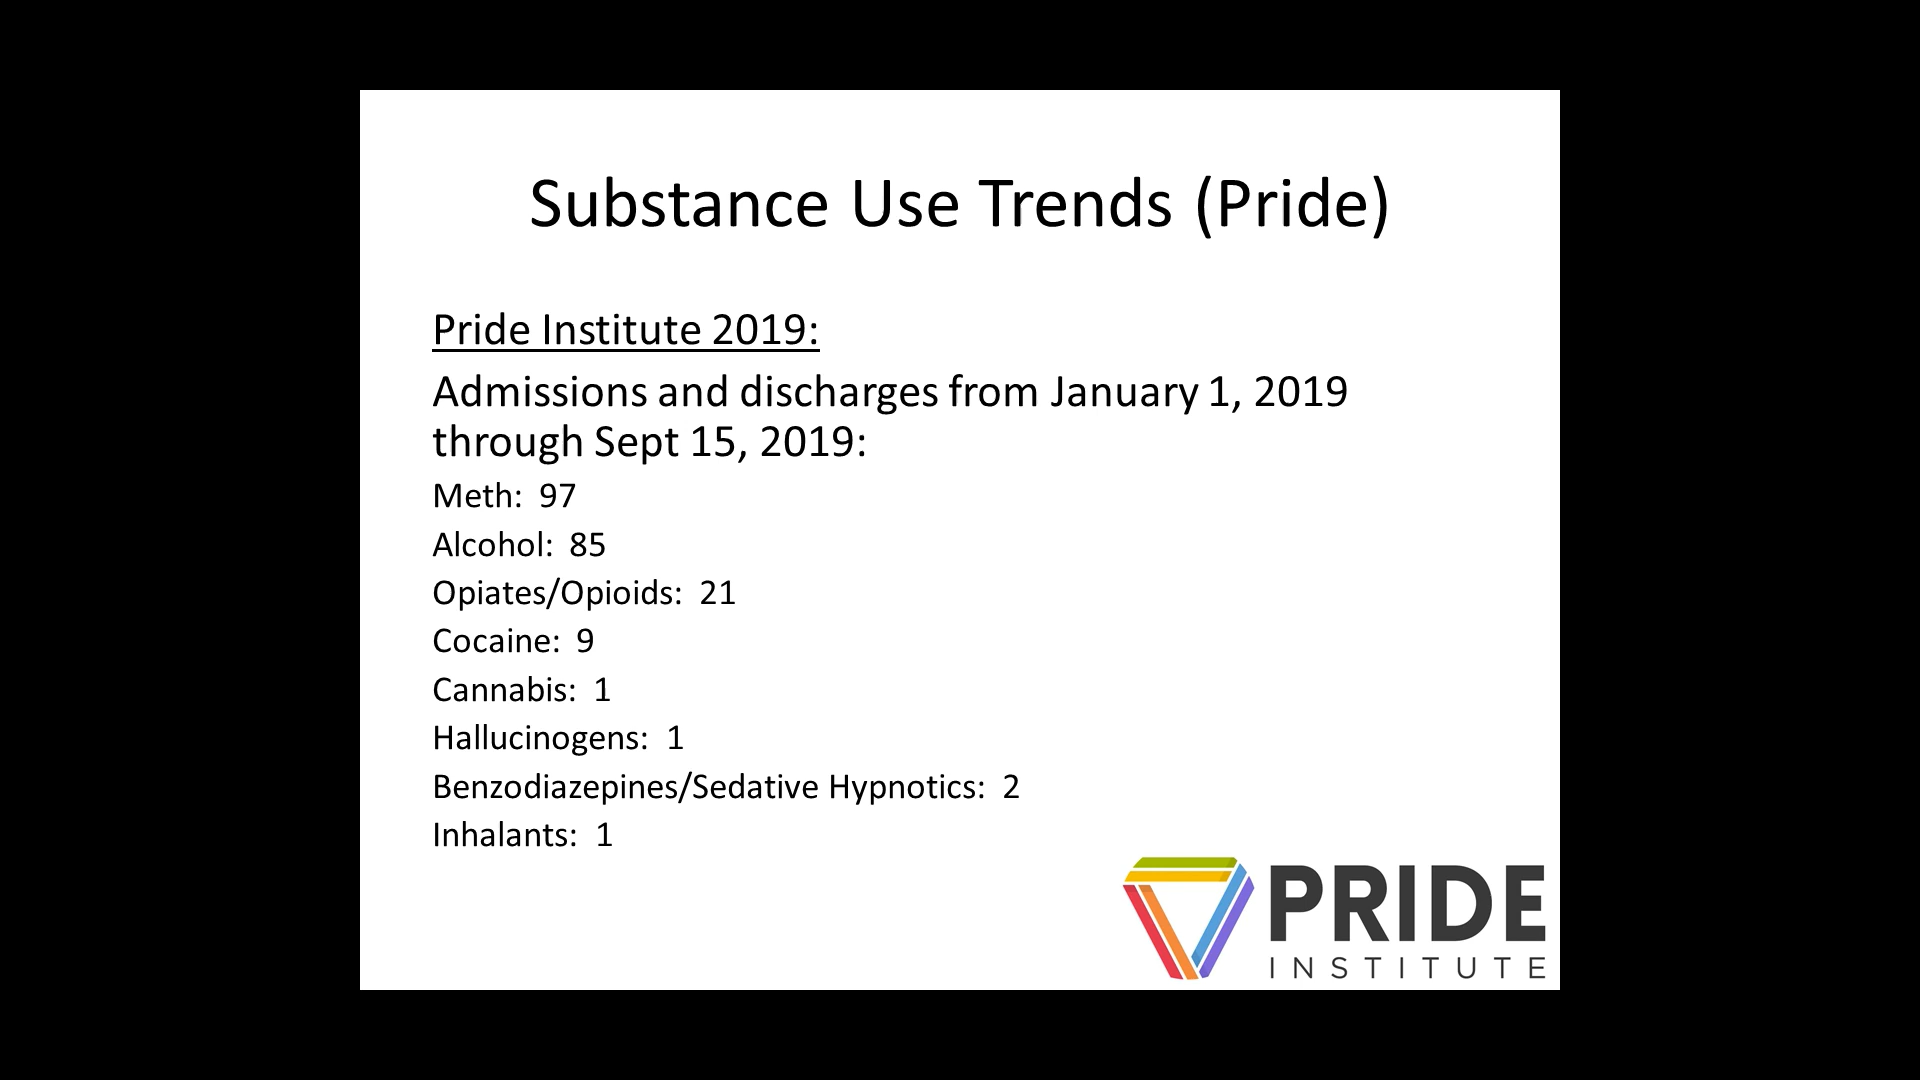 Substance Use Trends (Pride)
Pride Institute 2019:
Admissions and discharges from January 1, 2019
through Sept 15, 2019:
Meth:  97
Alcohol:  85
Opiates/Opioids:  21
Cocaine:  9
Cannabis:  1
Hallucinogens:  1
Benzodiazepines/Sedative Hypnotics:  2
Inhalants:  1
PRIDE
INSTITUTE